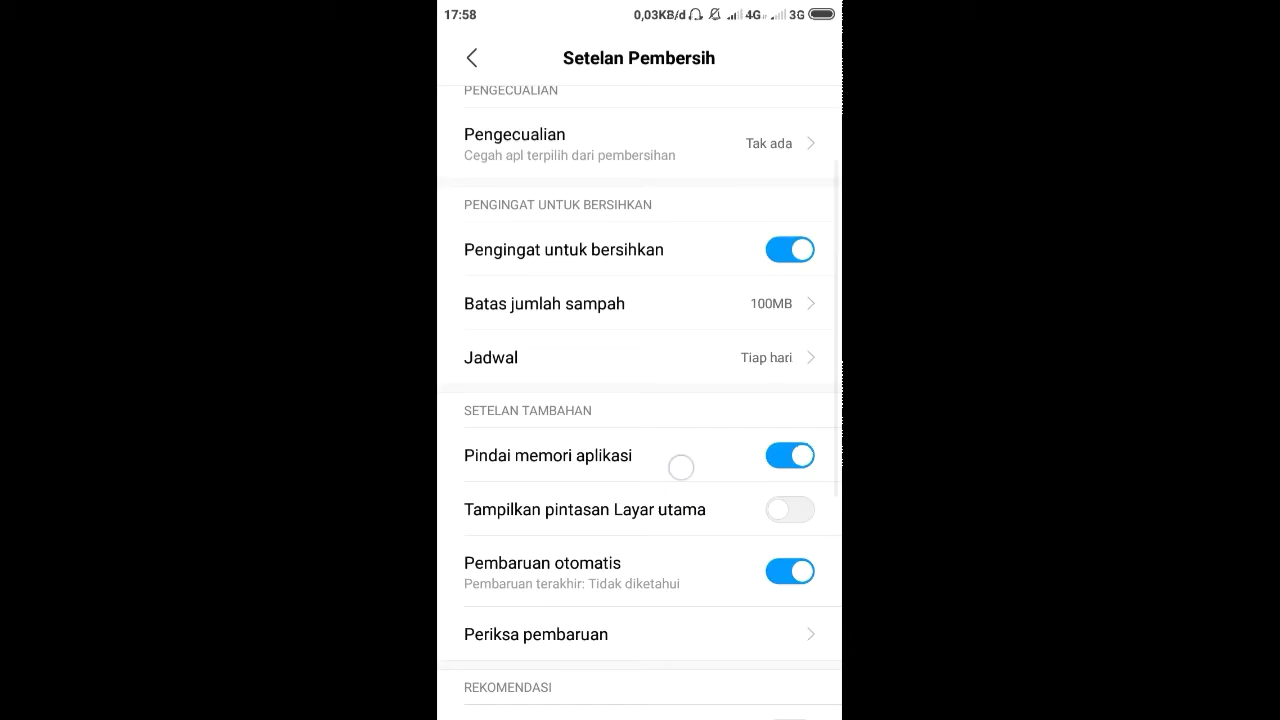 17:58 0,03KB/d 4G 3G
Setelan Pembersih
PENGECUALIAN
Pengecualian Tak ada
Cegah apl terpilih dari pembersihan
PENGINGAT UNTUK BERSIHKAN
Pengingat untuk bersihkan
Batas jumlah sampah 100MB
Jadwal Tiap hari
SETELAN TAMBAHAN
Pindai memori aplikasi
Tampilkan pintasan Layar utama
Pembaruan otomatis
Pembaruan terakhir: Tidak diketahui
Periksa pembaruan
REKOMENDASI